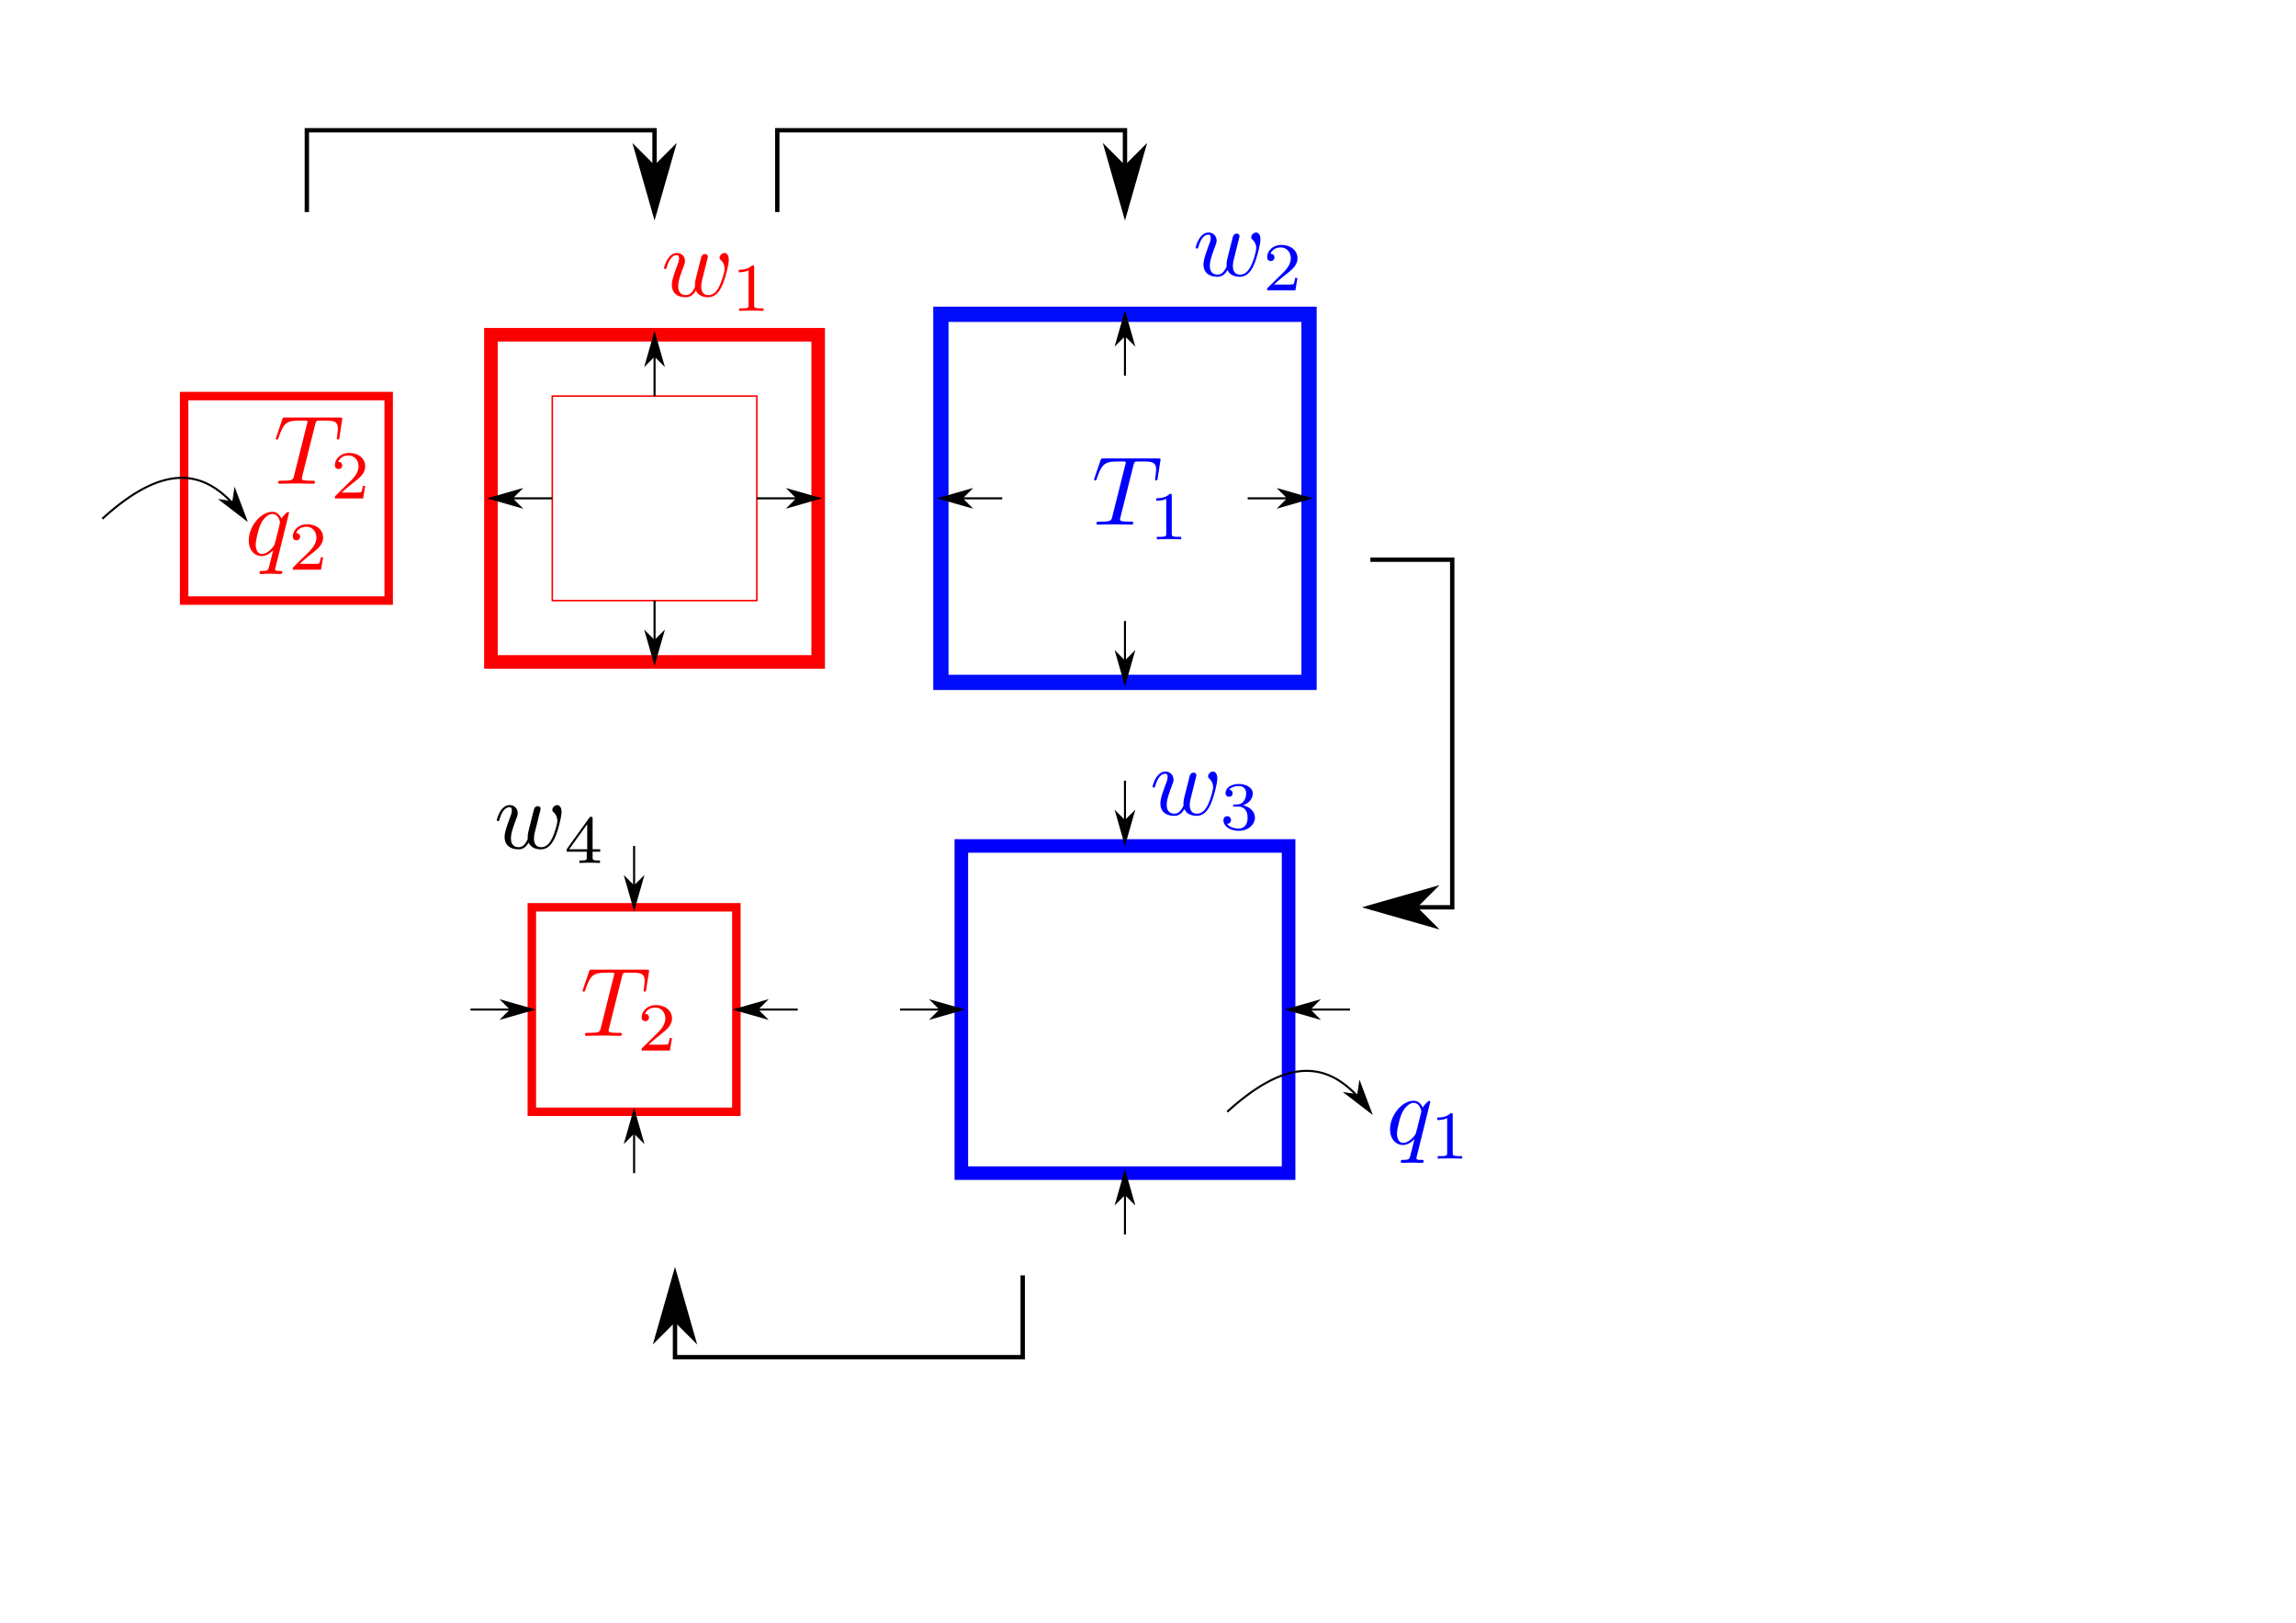 w₁
w₂
T₂
q₂
T₁
w₄
w₃
T₂
q₁